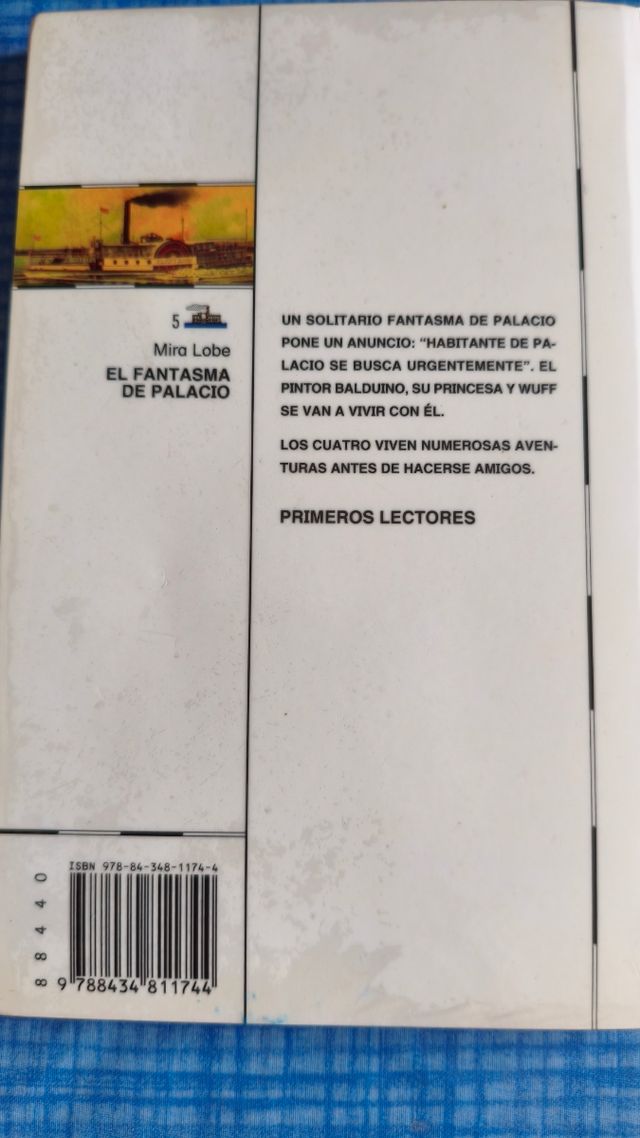 5
Mira Lobe
EL FANTASMA
DE PALACIO
UN SOLITARIO FANTASMA DE PALACIO
PONE UN ANUNCIO: “HABITANTE DE PA-
LACIO SE BUSCA URGENTEMENTE”. EL
PINTOR BALDUINO, SU PRINCESA Y WUFF
SE VAN A VIVIR CON ÉL.
LOS CUATRO VIVEN NUMEROSAS AVEN-
TURAS ANTES DE HACERSE AMIGOS.
PRIMEROS LECTORES
ISBN 978-84-348-1174-4
88440
9 788434 811744